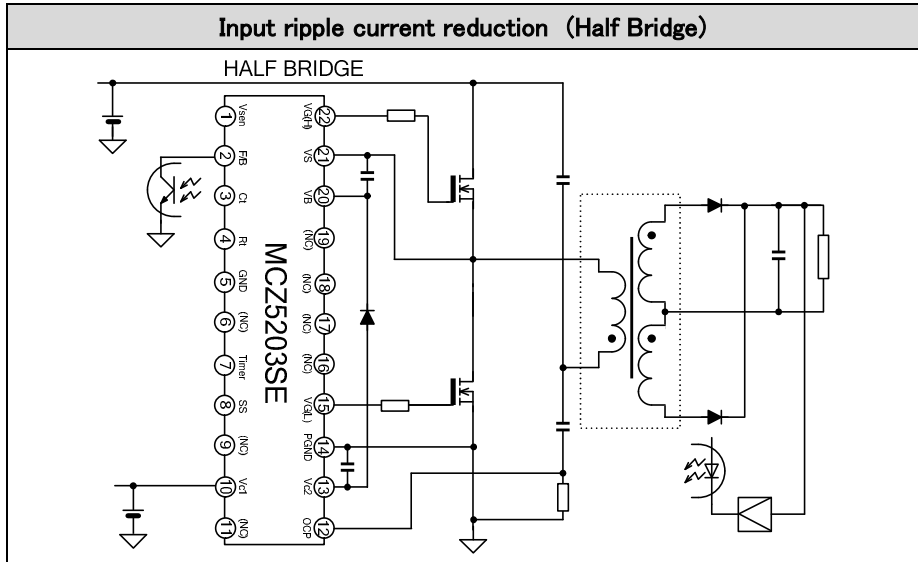 Input ripple current reduction (Half Bridge)
HALF BRIDGE
1 Vsen
2 F/B
3 Ct
4 Rt
5 GND
6 (NC)
7 Timer
8 SS
9 (NC)
10 Vc1
11 (NC)
MCZ5203SE
22 VG(H)
21 VS
20 VB
19 (NC)
18 (NC)
17 (NC)
16 (NC)
15 VG(L)
14 PGND
13 Vc2
12 OCP